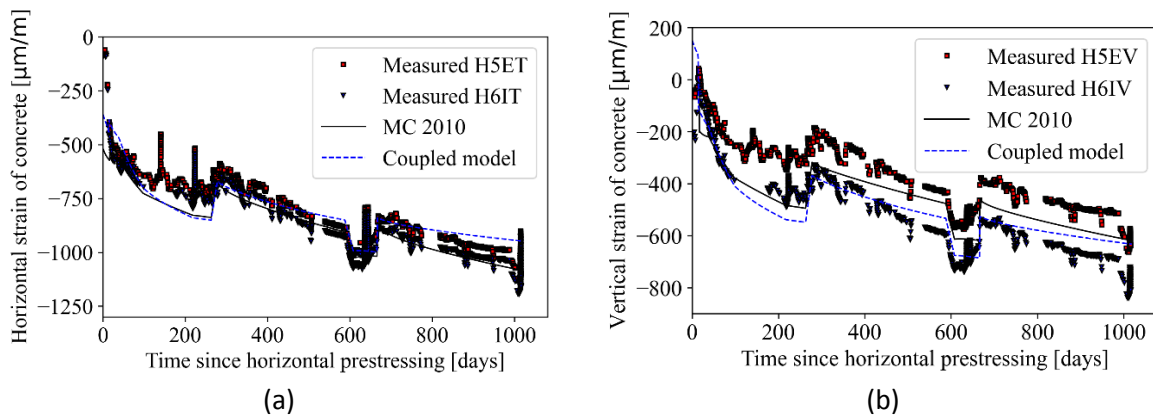 0
−250
−500
−750
−1000
−1250
Horizontal strain of concrete [μm/m]
Measured H5ET
Measured H6IT
MC 2010
Coupled model
0 200 400 600 800 1000
Time since horizontal prestressing [days]
(a)
200
0
−200
−400
−600
−800
Vertical strain of concrete [μm/m]
Measured H5EV
Measured H6IV
MC 2010
Coupled model
0 200 400 600 800 1000
Time since horizontal prestressing [days]
(b)